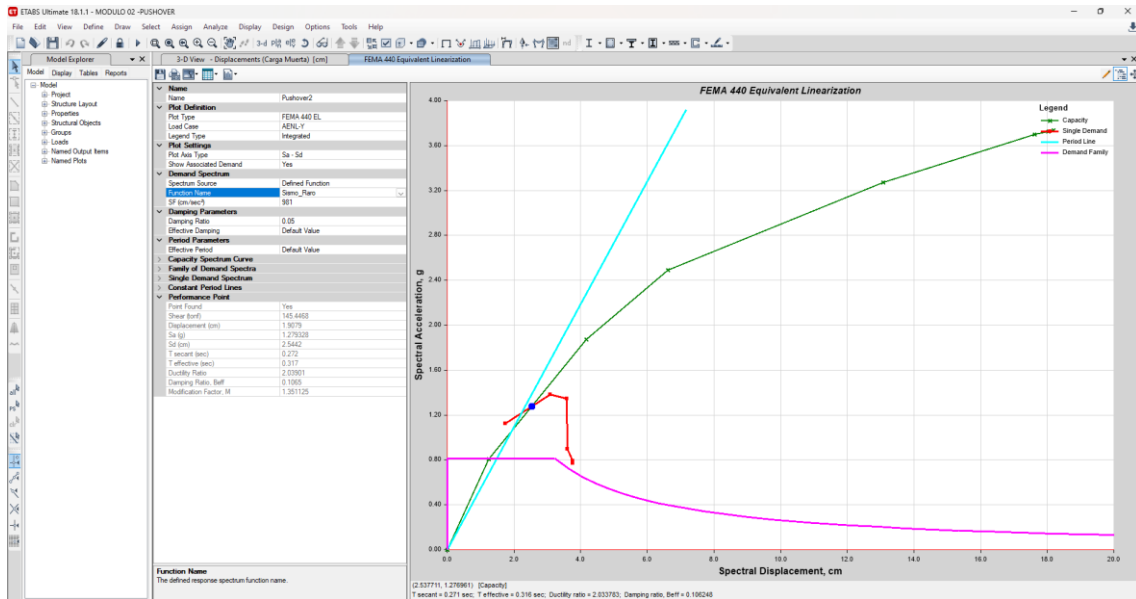 ETABS Ultimate 18.1.1 - MODULO 02 -PUSHOVER
File Edit View Define Draw Select Assign Analyze Display Design Options Tools Help
Model Explorer
3-D View - Displacements (Carga Muerta) [cm]
FEMA 440 Equivalent Linearization
Model Display Tables Reports
Model
Project
Structure Layout
Properties
Structural Objects
Groups
Loads
Named Output Items
Named Plots
Name
Name Pushover2
Plot Definition
Plot Type FEMA 440 EL
Load Case AENL-Y
Legend Type Integrated
Plot Settings
Plot Axis Type Sa - Sd
Show Associated Demand Yes
Demand Spectrum
Spectrum Source Defined Function
Function Name Sismo_Raro
SF (cm/sec²) 981
Damping Parameters
Damping Ratio 0.05
Effective Damping Default Value
Period Parameters
Effective Period Default Value
Capacity Spectrum Curve
Family of Demand Spectra
Single Demand Spectrum
Constant Period Lines
Performance Point
Point Found Yes
Shear (tonf) 145.4468
Displacement (cm) 1.9079
Sa (g) 1.279328
Sd (cm) 2.5442
T secant (sec) 0.272
T effective (sec) 0.317
Ductility Ratio 2.03901
Damping Ratio, Beff 0.1065
Modification Factor, M 1.351125
Function Name
The defined response spectrum function name.
FEMA 440 Equivalent Linearization
Legend
Capacity
Single Demand
Period Line
Demand Family
Spectral Acceleration, g
4.00
3.60
3.20
2.80
2.40
2.00
1.60
1.20
0.80
0.40
0.00
0.0 2.0 4.0 6.0 8.0 10.0 12.0 14.0 16.0 18.0 20.0
Spectral Displacement, cm
(2.537711, 1.276961) [Capacity]
T secant = 0.271 sec; T effective = 0.316 sec; Ductility ratio = 2.033783; Damping ratio, Beff = 0.106248